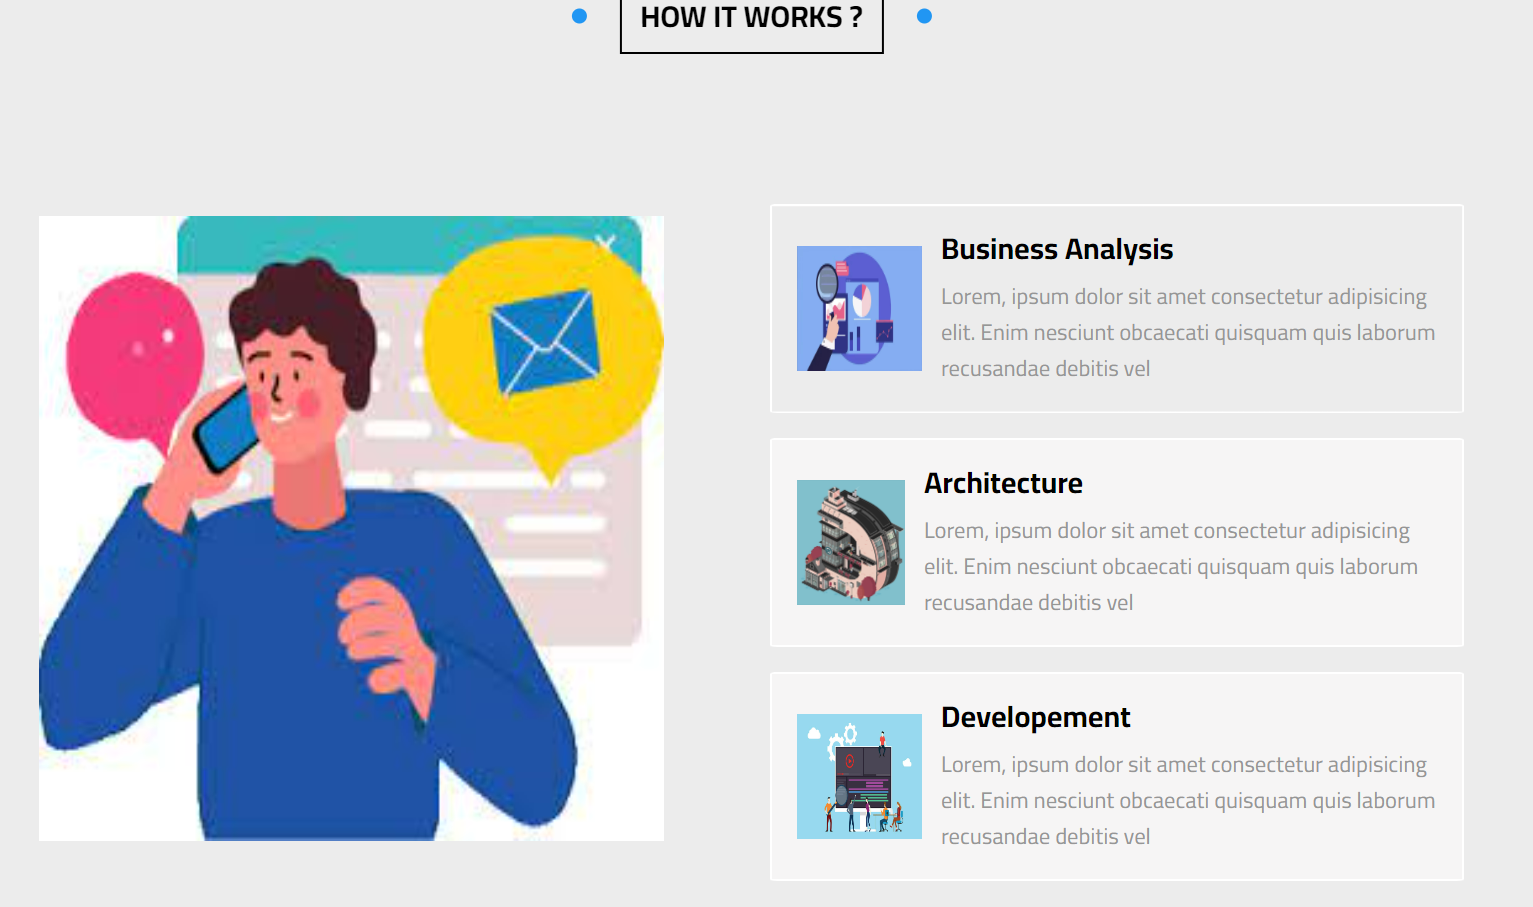 HOW IT WORKS ?
Business Analysis
Lorem, ipsum dolor sit amet consectetur adipisicing
elit. Enim nesciunt obcaecati quisquam quis laborum
recusandae debitis vel
Architecture
Lorem, ipsum dolor sit amet consectetur adipisicing
elit. Enim nesciunt obcaecati quisquam quis laborum
recusandae debitis vel
Developement
Lorem, ipsum dolor sit amet consectetur adipisicing
elit. Enim nesciunt obcaecati quisquam quis laborum
recusandae debitis vel